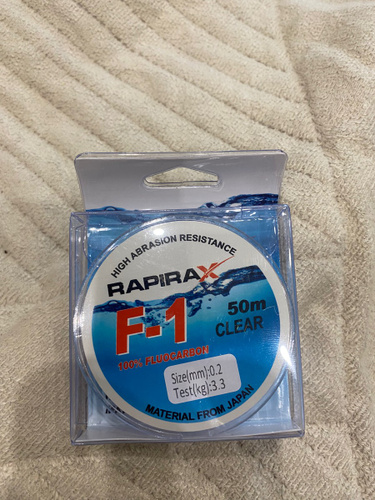 HIGH ABRASION RESISTANCE
RAPIRAX
F-1
50m
CLEAR
100% FLUOCARBON
Size(mm):0.2
Test(kg):3.3
MATERIAL FROM JAPAN